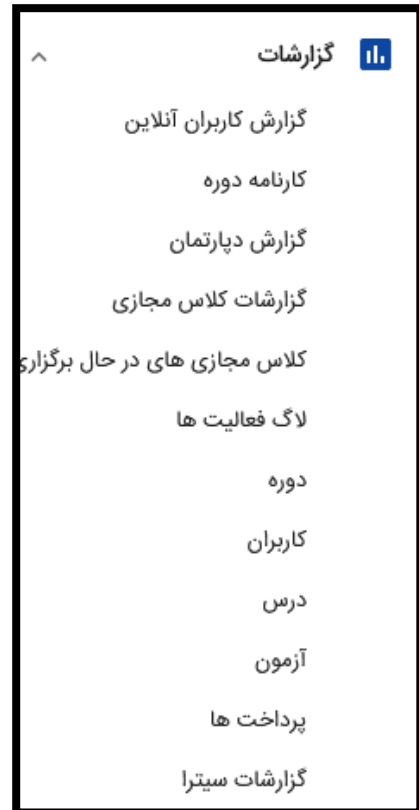 گزارشات
گزارش کاربران آنلاین
کارنامه دوره
گزارش دپارتمان
گزارشات کلاس مجازی
کلاس مجازی های در حال برگزاری
لاگ فعالیت ها
دوره
کاربران
درس
آزمون
پرداخت ها
گزارشات سیترا